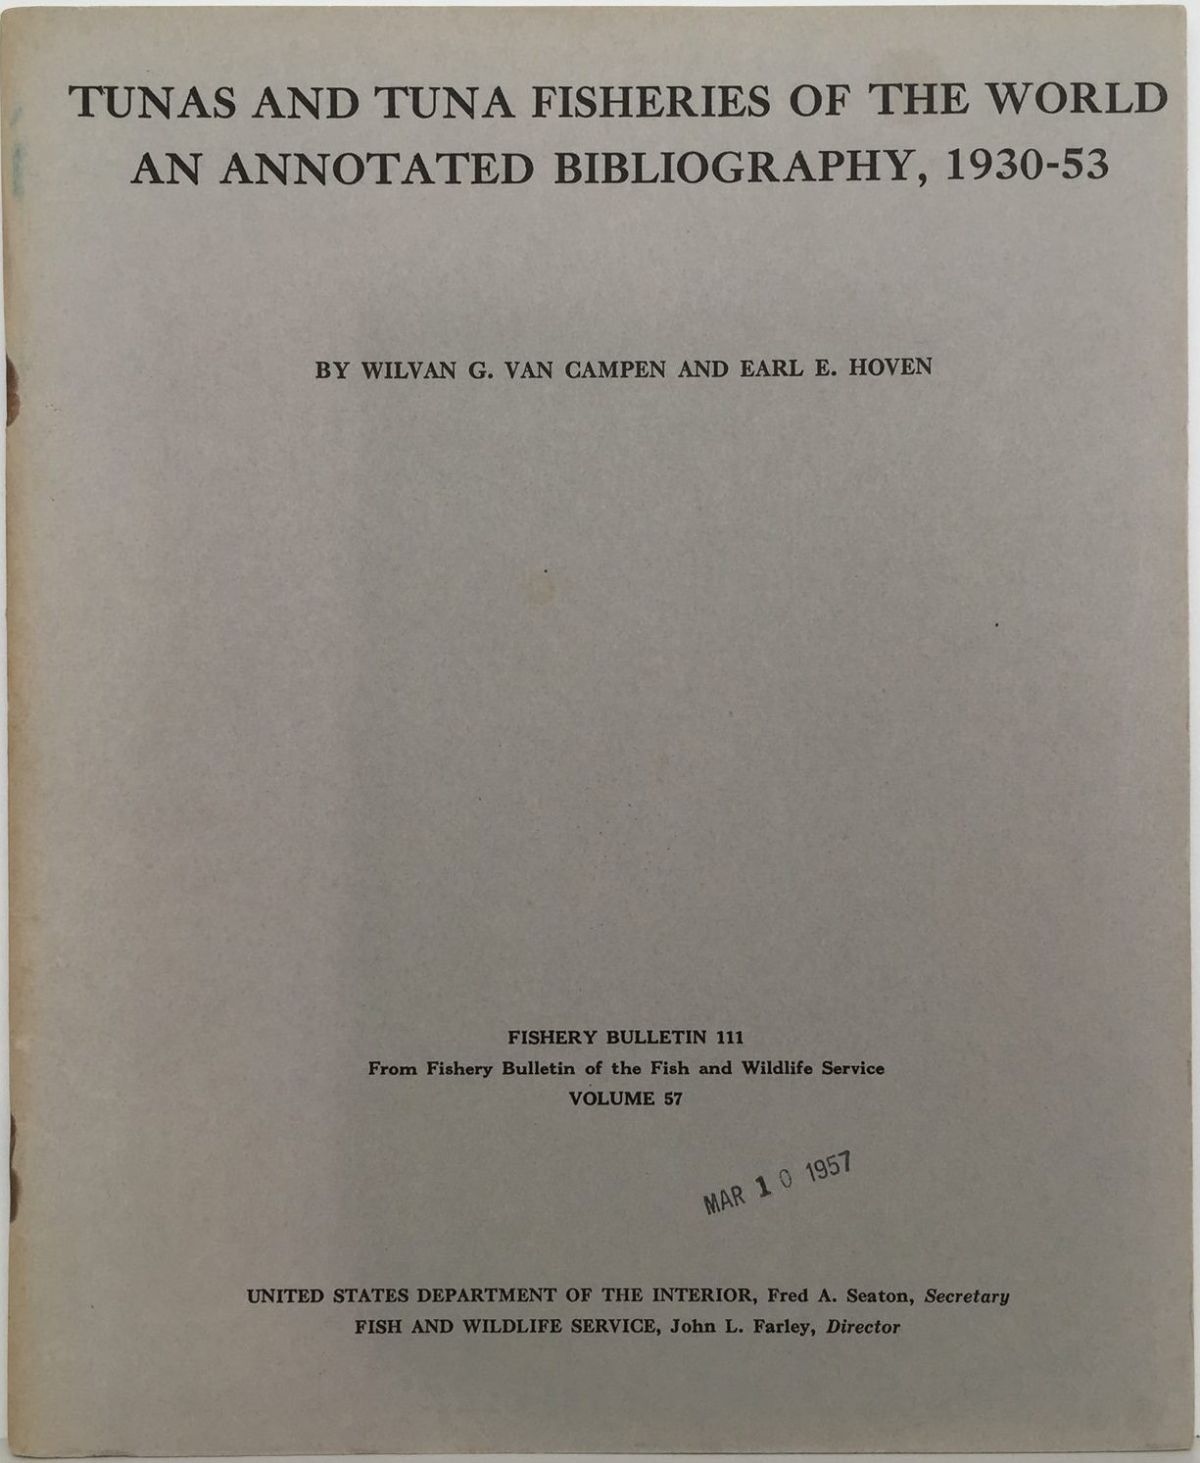 TUNAS AND TUNA FISHERIES OF THE WORLD
AN ANNOTATED BIBLIOGRAPHY, 1930-53
BY WILVAN G. VAN CAMPEN AND EARL E. HOVEN
FISHERY BULLETIN 111
From Fishery Bulletin of the Fish and Wildlife Service
VOLUME 57
MAR 10 1957
UNITED STATES DEPARTMENT OF THE INTERIOR, Fred A. Seaton, Secretary
FISH AND WILDLIFE SERVICE, John L. Farley, Director